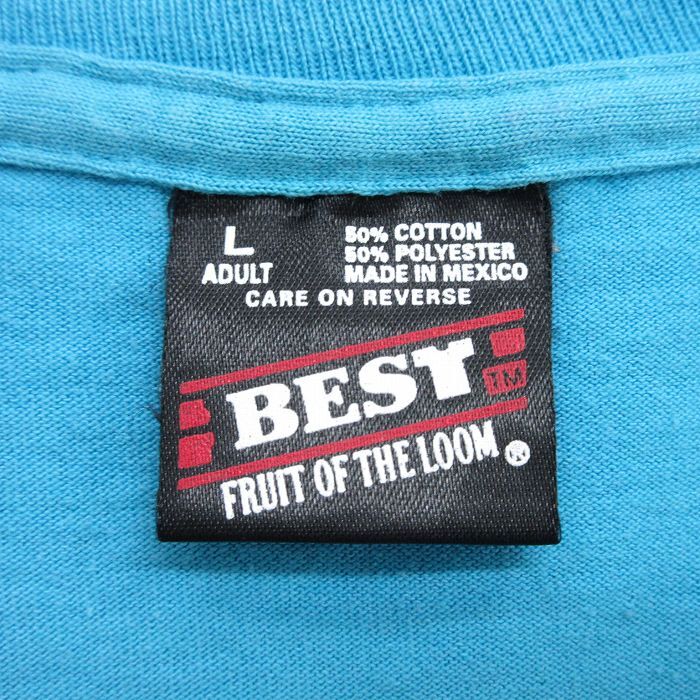 L
ADULT
50% COTTON
50% POLYESTER
MADE IN MEXICO
CARE ON REVERSE
BEST
TM
FRUIT OF THE LOOM ®